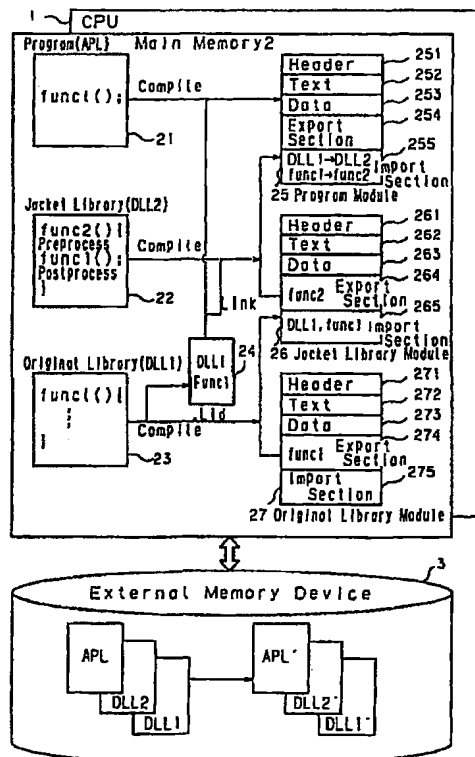 1
CPU
Program(APL)
Main Memory2
func1();
21
Compile
Header
251
Text
252
Data
253
Export
Section
254
DLL1→DLL2
func1→func2
Import
Section
255
25 Program Module
Jacket Library(DLL2)
func2(){
Preprocess
func1();
Postprocess
}
22
Compile
Link
Header
261
Text
262
Data
263
func2 Export
Section
264
DLL1,func1 Import
Section
265
26 Jacket Library Module
Original Library(DLL1)
func1(){
;
;
}
23
Compile
.Lib
DLL1
Func1
24
Header
271
Text
272
Data
273
func1 Export
Section
274
Import
Section
275
27 Original Library Module
3
External Memory Device
APL
DLL2
DLL1
APL'
DLL2'
DLL1'